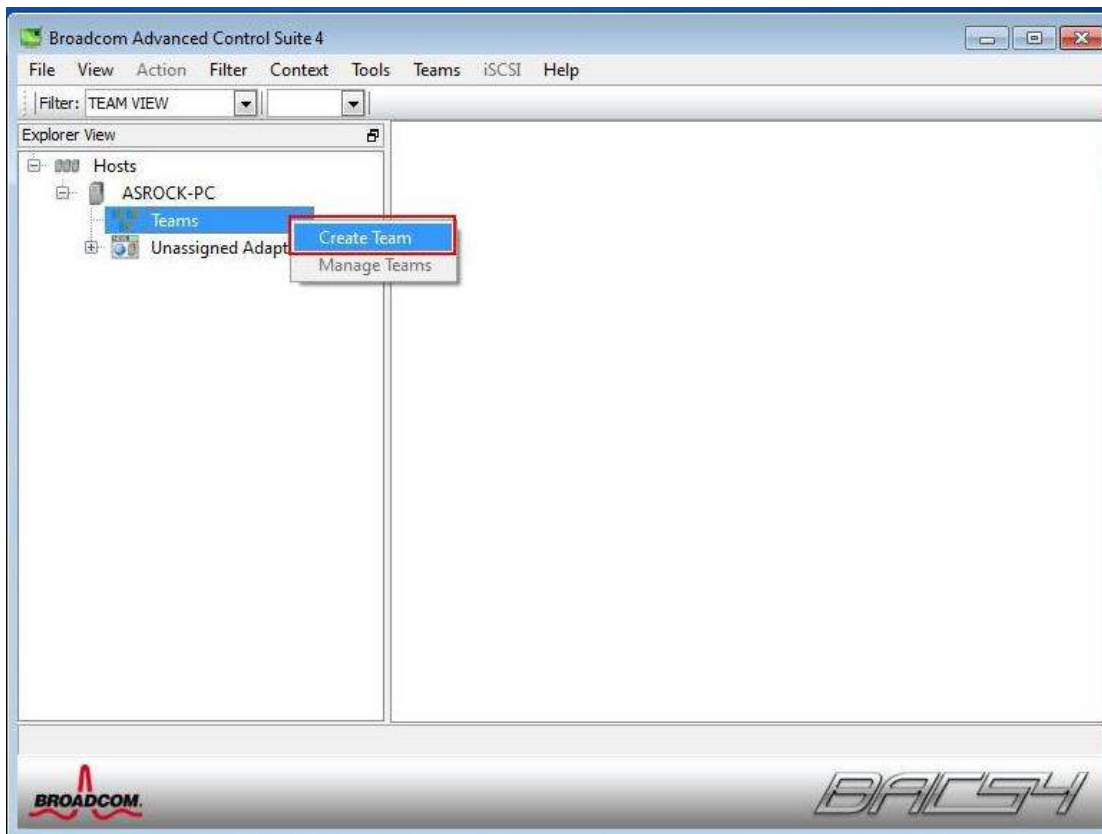 Broadcom Advanced Control Suite 4
File View Action Filter Context Tools Teams iSCSI Help
Filter: TEAM VIEW
Explorer View
Hosts
ASROCK-PC
Teams
Unassigned Adapt
Create Team
Manage Teams
BROADCOM.
BACS4